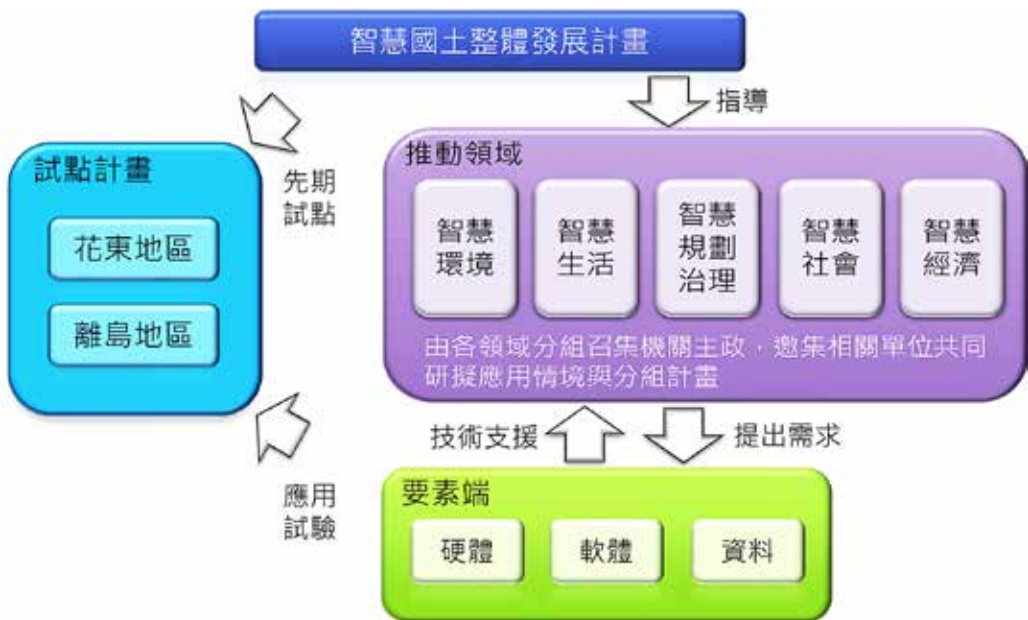 智慧國土整體發展計畫
指導
先期
試點
試點計畫
花東地區
離島地區
推動領域
智慧
環境
智慧
生活
智慧
規劃
治理
智慧
社會
智慧
經濟
由各領域分組召集機關主政，邀集相關單位共同
研擬應用情境與分組計畫
技術支援
提出需求
應用
試驗
要素端
硬體
軟體
資料